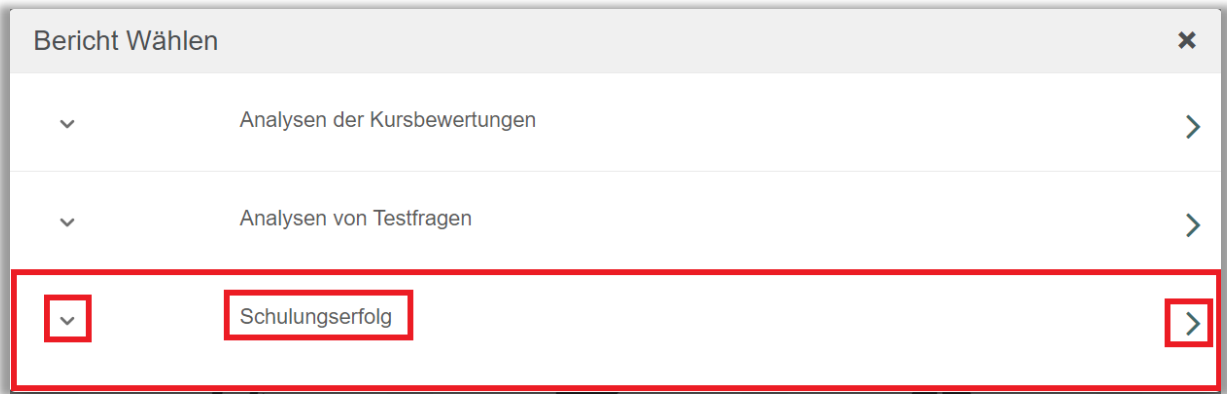 Bericht Wählen
Analysen der Kursbewertungen
Analysen von Testfragen
Schulungserfolg